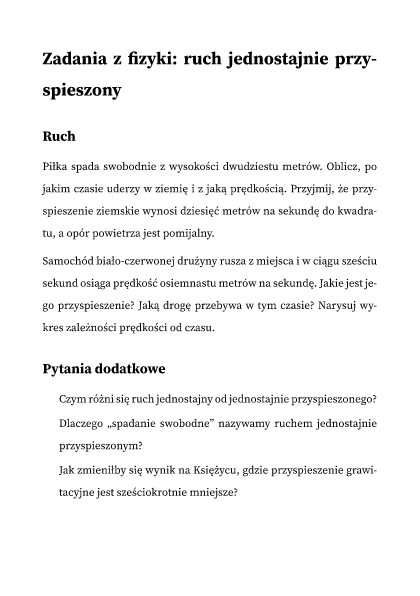 Zadania z fizyki: ruch jednostajnie przy-
spieszony
Ruch
Piłka spada swobodnie z wysokości dwudziestu metrów. Oblicz, po
jakim czasie uderzy w ziemię i z jaką prędkością. Przyjmij, że przy-
spieszenie ziemskie wynosi dziesięć metrów na sekundę do kwadra-
tu, a opór powietrza jest pomijalny.
Samochód biało-czerwonej drużyny rusza z miejsca i w ciągu sześciu
sekund osiąga prędkość osiemnastu metrów na sekundę. Jakie jest je-
go przyspieszenie? Jaką drogę przebywa w tym czasie? Narysuj wy-
kres zależności prędkości od czasu.
Pytania dodatkowe
Czym różni się ruch jednostajny od jednostajnie przyspieszonego?
Dlaczego „spadanie swobodne” nazywamy ruchem jednostajnie
przyspieszonym?
Jak zmieniłby się wynik na Księżycu, gdzie przyspieszenie grawi-
tacyjne jest sześciokrotnie mniejsze?